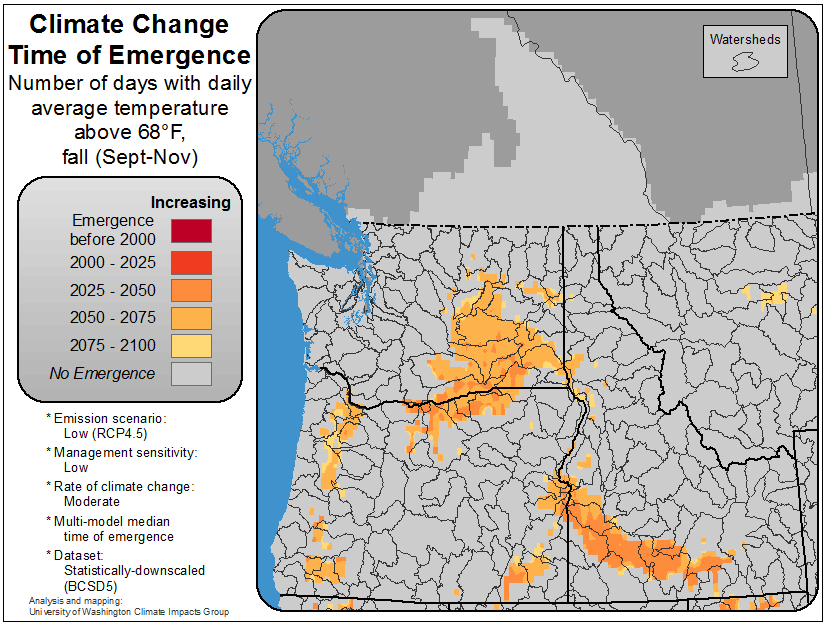 Climate Change
Time of Emergence
Number of days with daily
average temperature
above 68°F,
fall (Sept-Nov)
Increasing
Emergence
before 2000
2000 - 2025
2025 - 2050
2050 - 2075
2075 - 2100
No Emergence
* Emission scenario:
Low (RCP4.5)
* Management sensitivity:
Low
* Rate of climate change:
Moderate
* Multi-model median
time of emergence
* Dataset:
Statistically-downscaled
(BCSD5)
Analysis and mapping:
University of Washington Climate Impacts Group
Watersheds